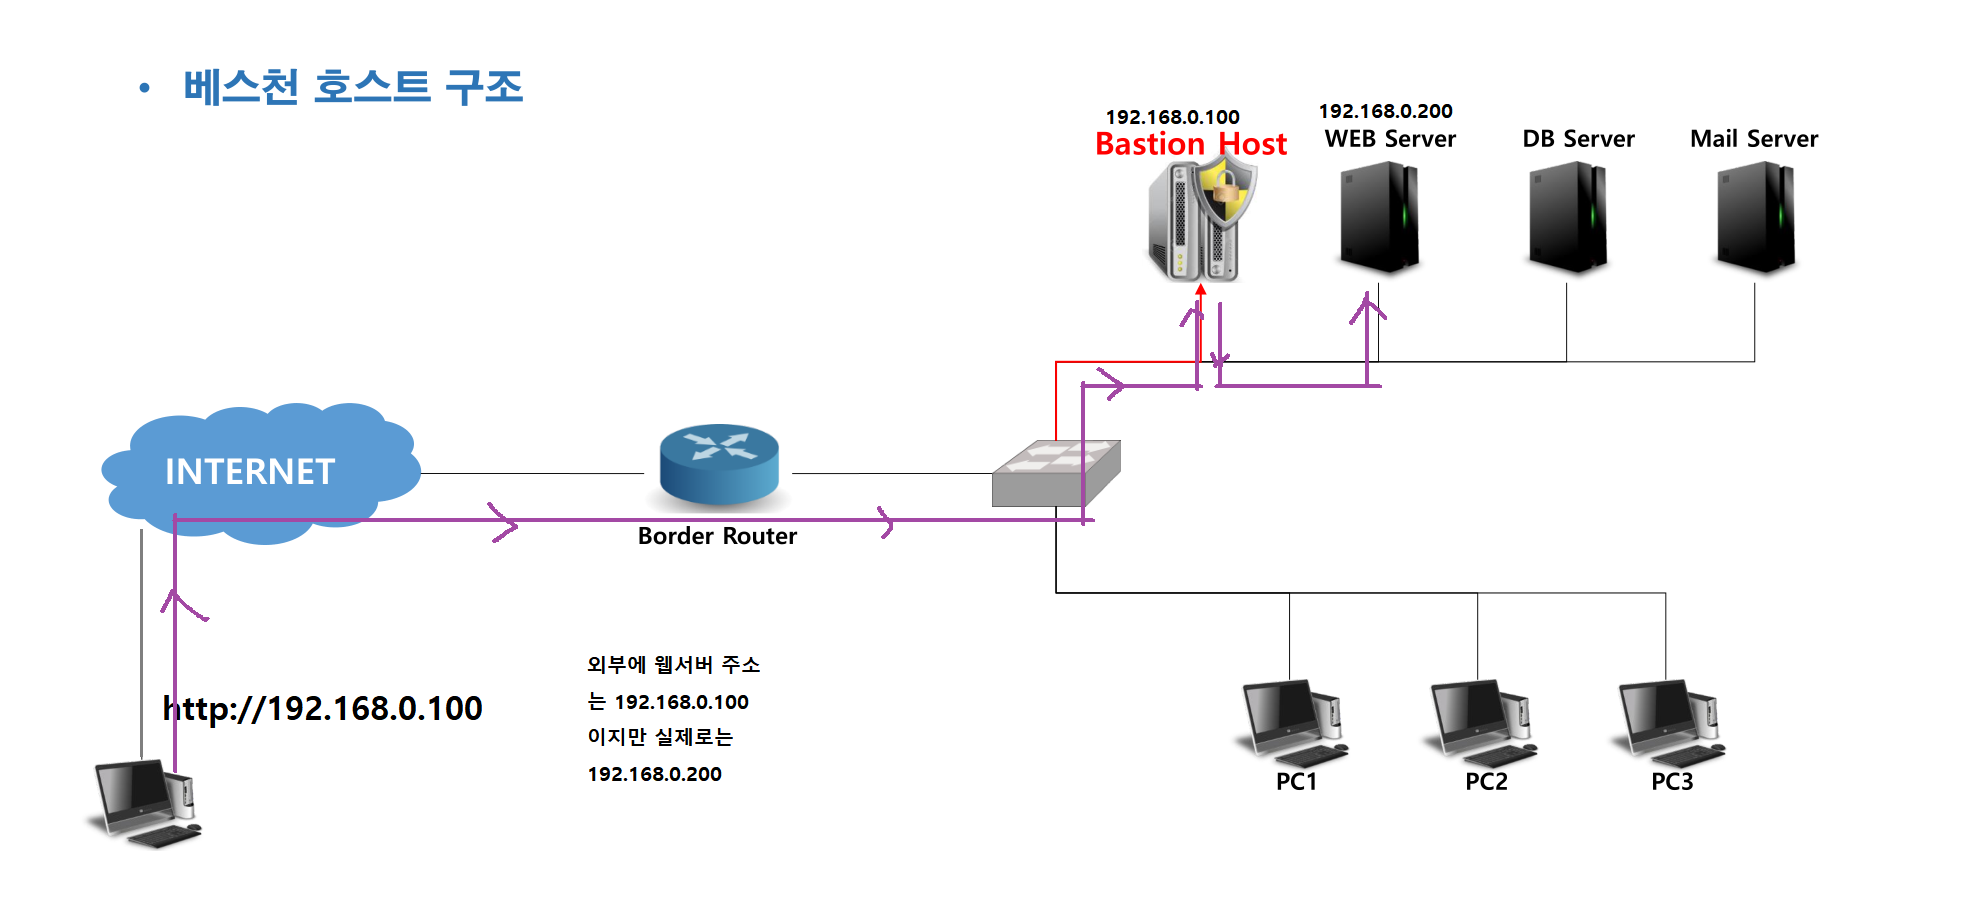 • 베스천 호스트 구조
192.168.0.100
Bastion Host
192.168.0.200
WEB Server
DB Server
Mail Server
INTERNET
Border Router
http://192.168.0.100
외부에 웹서버 주소
는 192.168.0.100
이지만 실제로는
192.168.0.200
PC1
PC2
PC3